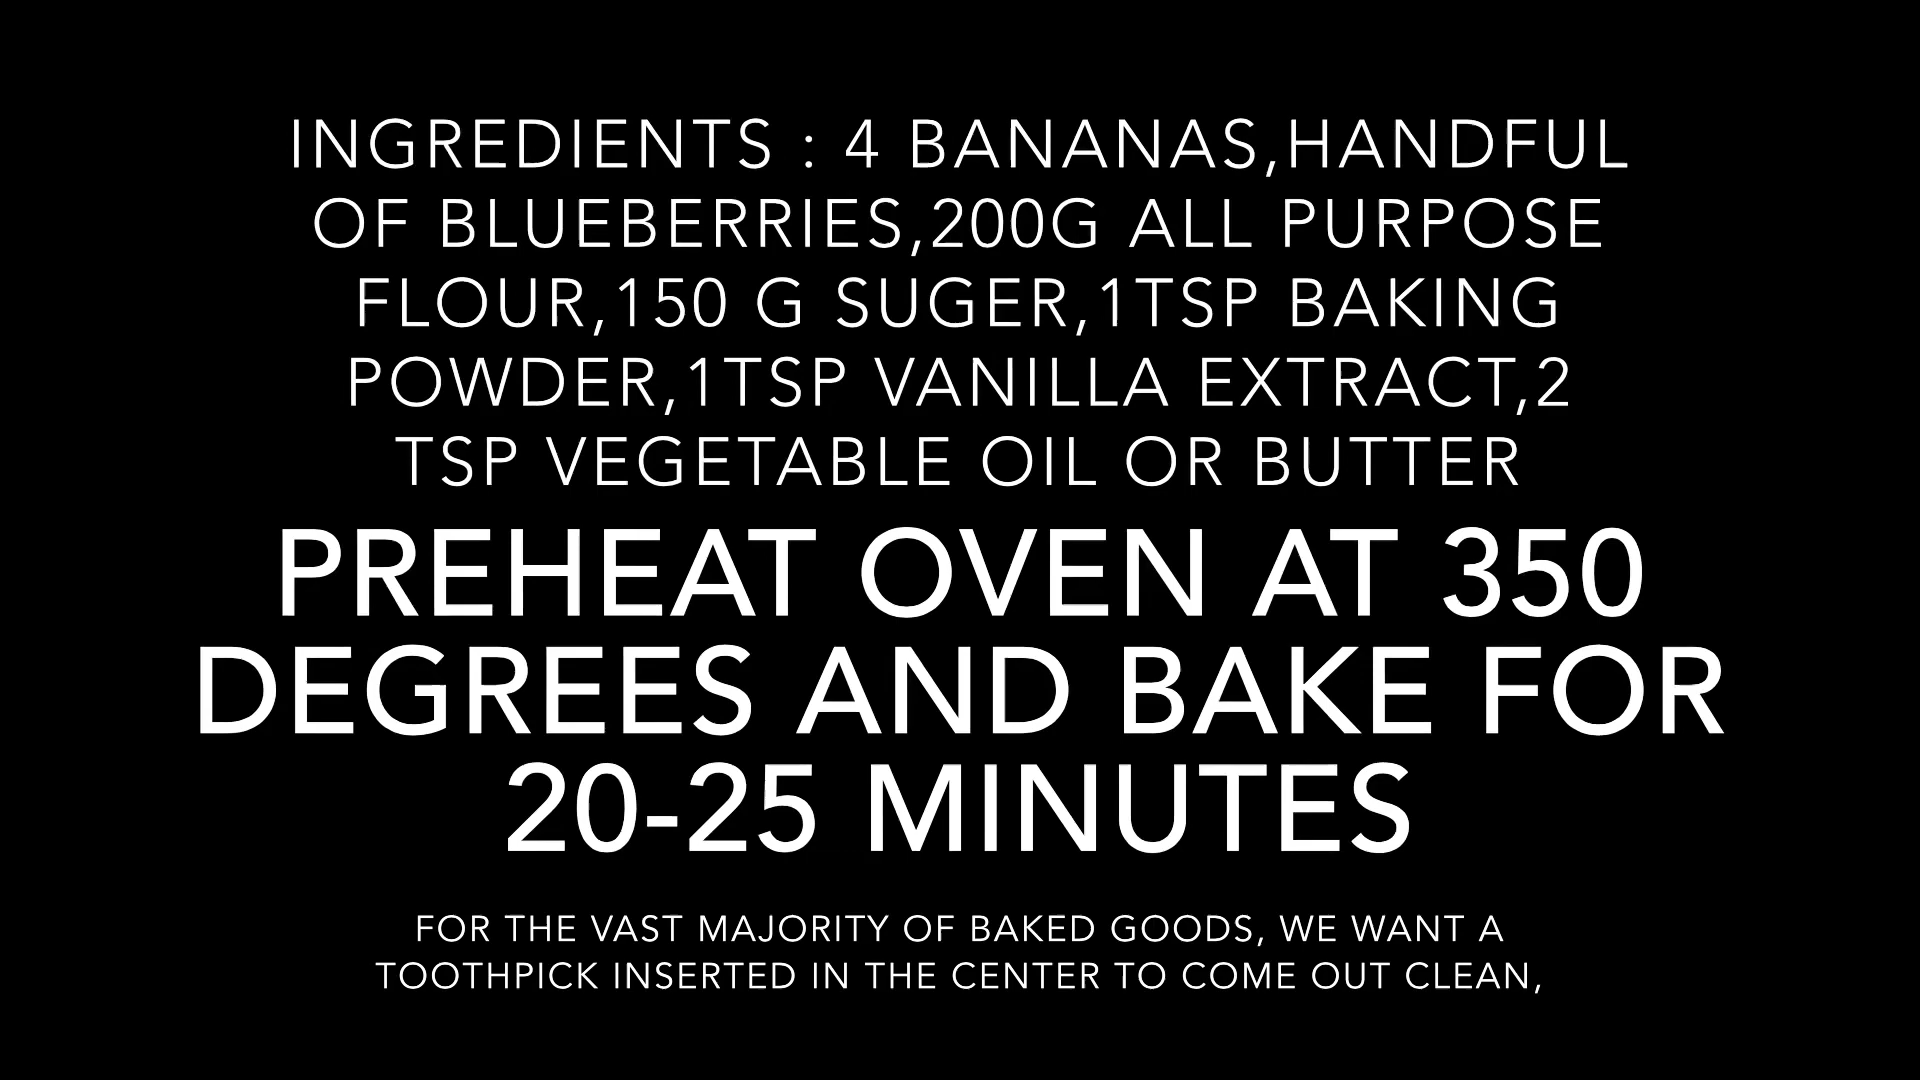 INGREDIENTS : 4 BANANAS,HANDFUL
OF BLUEBERRIES,200G ALL PURPOSE
FLOUR,150 G SUGER,1TSP BAKING
POWDER,1TSP VANILLA EXTRACT,2
TSP VEGETABLE OIL OR BUTTER
PREHEAT OVEN AT 350
DEGREES AND BAKE FOR
20-25 MINUTES
FOR THE VAST MAJORITY OF BAKED GOODS, WE WANT A
TOOTHPICK INSERTED IN THE CENTER TO COME OUT CLEAN,